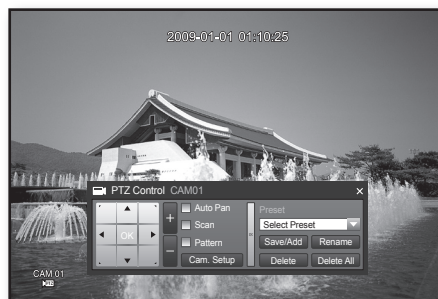 2009-01-01 01:10:25
PTZ Control CAM01 ×
Auto Pan
Scan
Pattern
Cam. Setup
OK
+
−
Preset
Select Preset
Save/Add Rename
Delete Delete All
CAM 01
PTZ